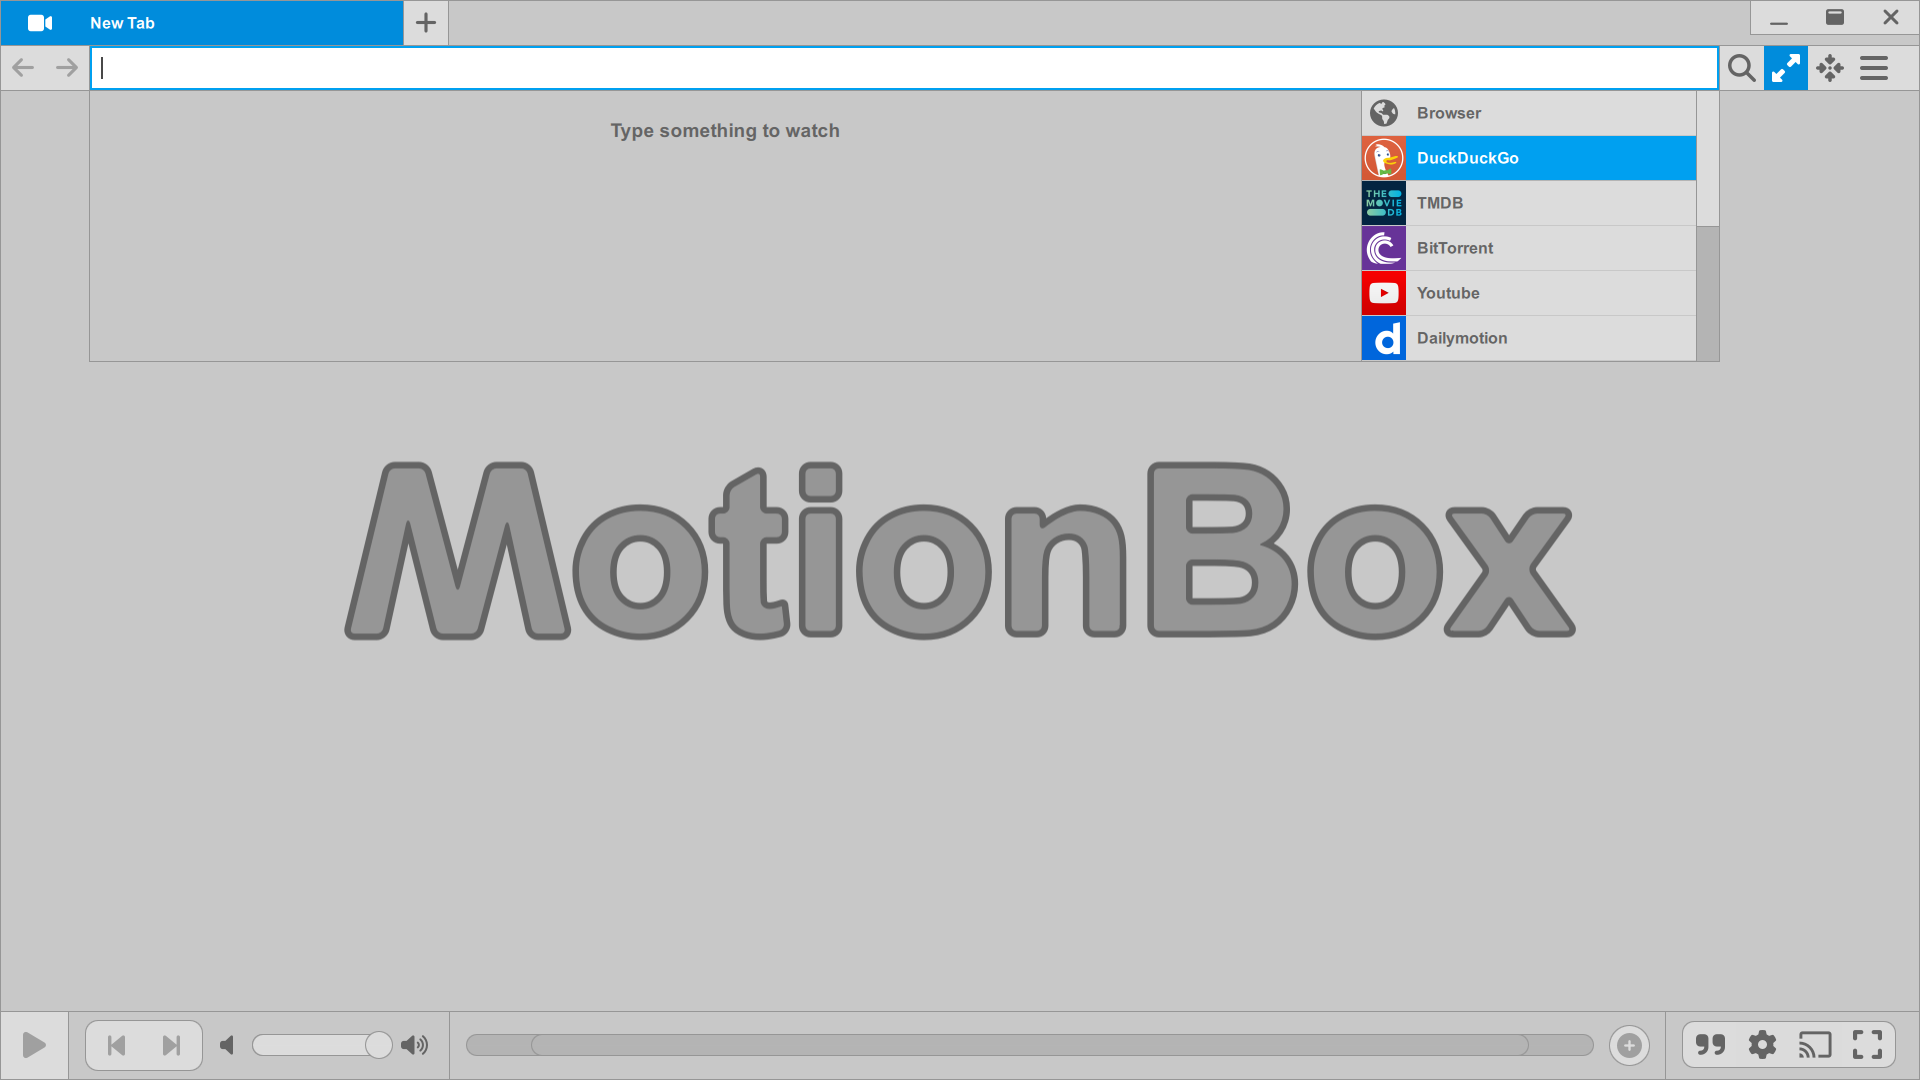 New Tab
Type something to watch
Browser
DuckDuckGo
THE MOVIE DB
TMDB
BitTorrent
Youtube
d
Dailymotion
MotionBox